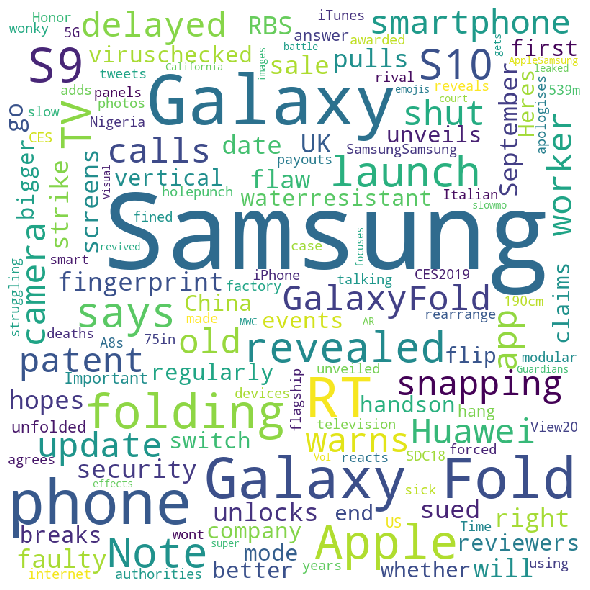 Honor
wonky
5G
delayed
RBS
iTunes
answer
awarded
smartphone
battle
gets
California
AppleSamsung
S9
viruschecked
tweets
emojis
leaked
images
sale
pulls
rival
S10
first
reveals
539m
adds
photos
panels
slow
CES
go
TV
Galaxy
shut
court
apologises
Heres
September
unveils
Nigeria
calls
date
UK
payouts
SamsungSamsung
bigger
strike
screens
vertical
flaw
launch
worker
Visual
holepunch
fined
waterresistant
Italian
slowmo
Samsung
revived
case
focuses
camera
smart
fingerprint
iPhone
factory
talking
CES2019
190cm
claims
struggling
says
China
GalaxyFold
rearrange
app
deaths
A8s
75in
made
events
MWC
AR
patent
old
revealed
flip
modular
Important
regularly
unveiled
Guardians
hopes
devices
flagship
RT
snapping
unfolded
folding
handson
hang
View20
television
Huawei
forced
update
switch
warns
agrees
Vol
reacts
SDC18
security
effects
sick
phone
Galaxy Fold
unlocks
end
sued
right
breaks
Note
wont
company
Apple
US
Time
reviewers
super
mode
whether
will
using
faulty
internet
authorities
better
years